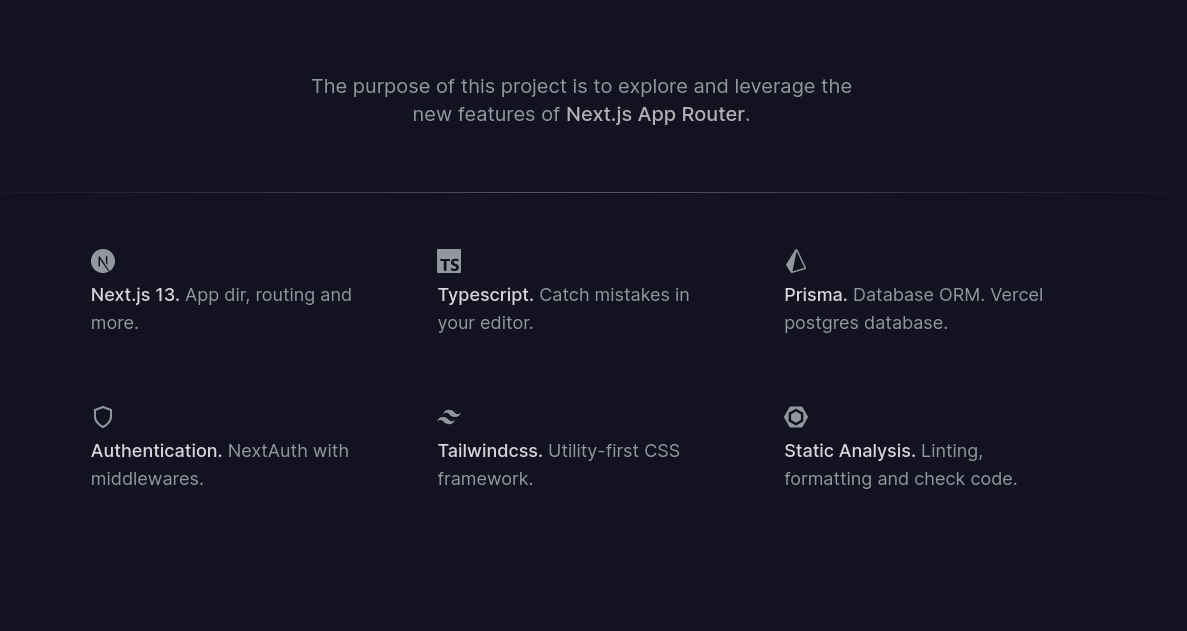 The purpose of this project is to explore and leverage the
new features of Next.js App Router.
N
TS
Next.js 13. App dir, routing and
more.
Typescript. Catch mistakes in
your editor.
Prisma. Database ORM. Vercel
postgres database.
Authentication. NextAuth with
middlewares.
Tailwindcss. Utility-first CSS
framework.
Static Analysis. Linting,
formatting and check code.